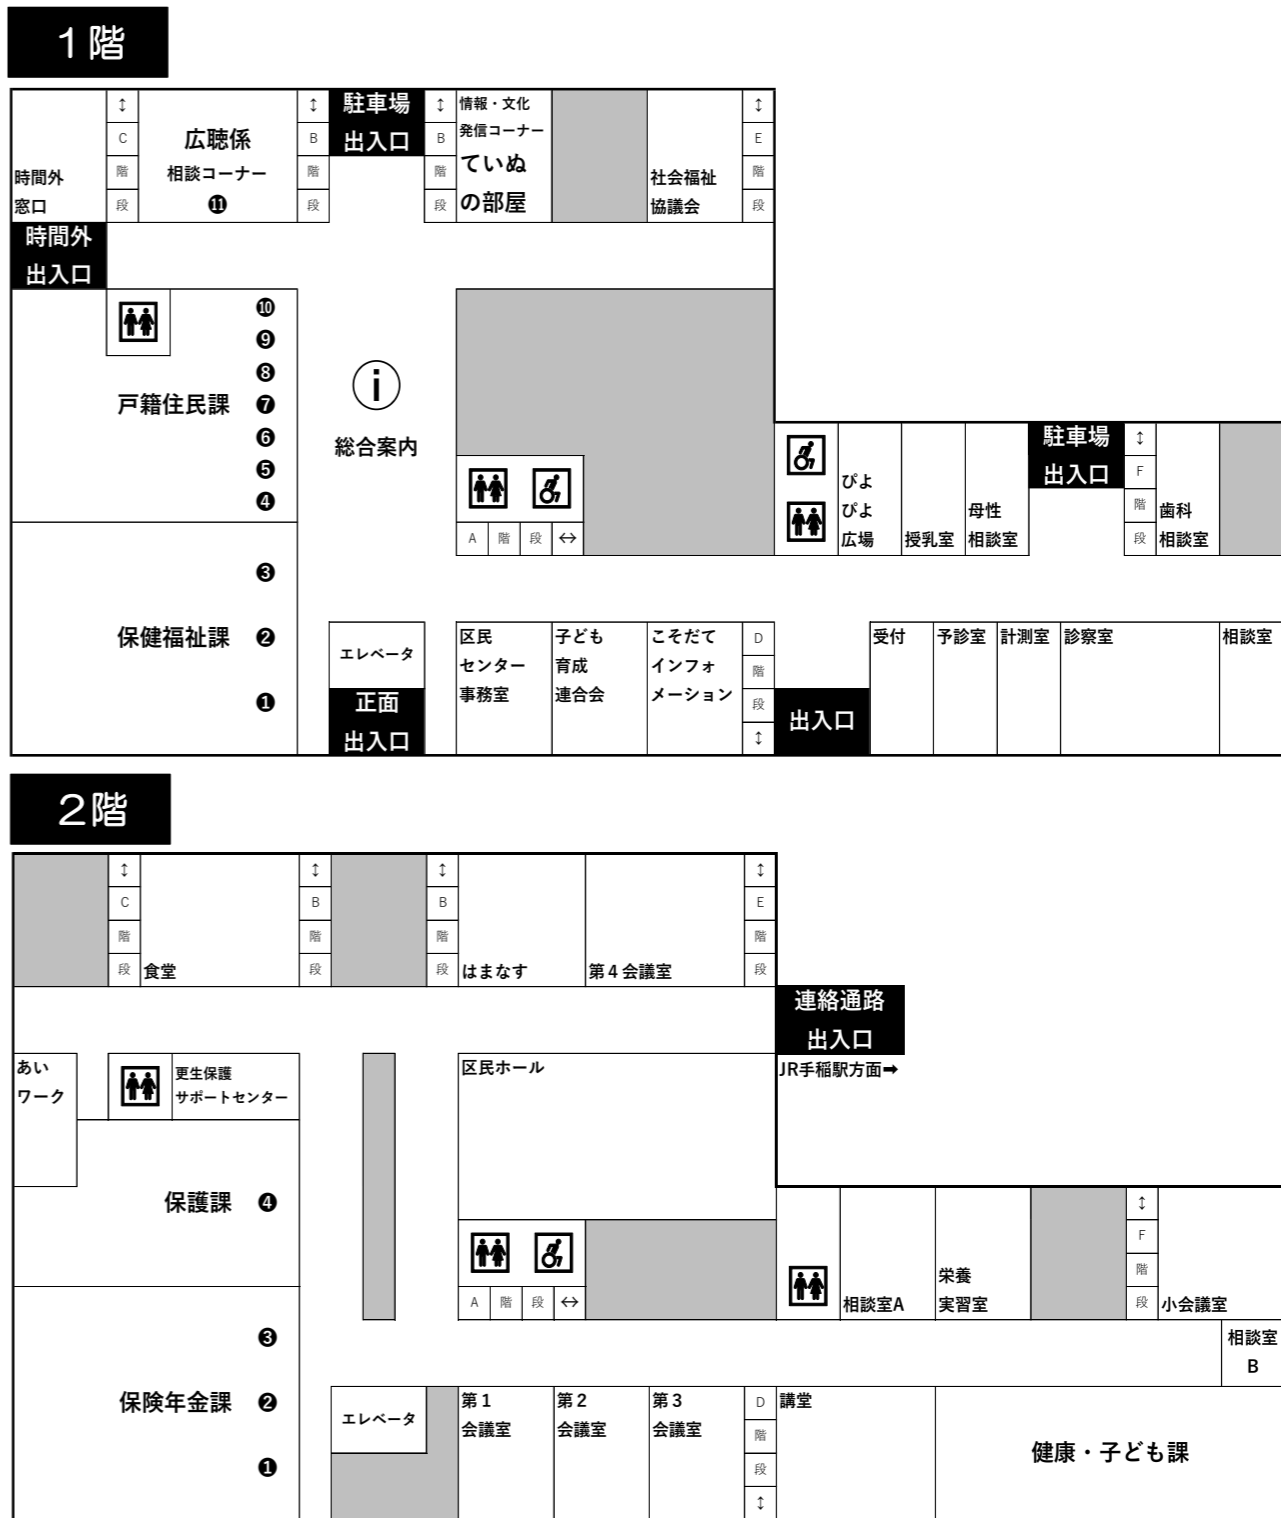 1階
時間外
窓口
↕
C
階
段
広聴係
相談コーナー
⓫
↕
B
階
段
駐車場
出入口
↕
B
階
段
情報・文化
発信コーナー
ていぬ
の部屋
社会福祉
協議会
↕
E
階
段
時間外
出入口
戸籍住民課
❿
❾
❽
❼
❻
❺
❹
i
総合案内
A 階 段 ↔
ぴよ
ぴよ
広場
授乳室
母性
相談室
駐車場
出入口
↕
F
階
段
歯科
相談室
保健福祉課
❸
❷
❶
エレベータ
正面
出入口
区民
センター
事務室
子ども
育成
連合会
こそだて
インフォ
メーション
D
階
段
↕
出入口
受付
予診室
計測室
診察室
相談室
2階
↕
C
階
段
食堂
↕
B
階
段
↕
B
階
段
はまなす
第4会議室
↕
E
階
段
連絡通路
出入口
JR手稲駅方面➡
あい
ワーク
更生保護
サポートセンター
区民ホール
保護課 ❹
A 階 段 ↔
相談室A
栄養
実習室
↕
F
階
段
小会議室
相談室
B
保険年金課
❸
❷
❶
エレベータ
第1
会議室
第2
会議室
第3
会議室
D
階
段
↕
講堂
健康・子ども課